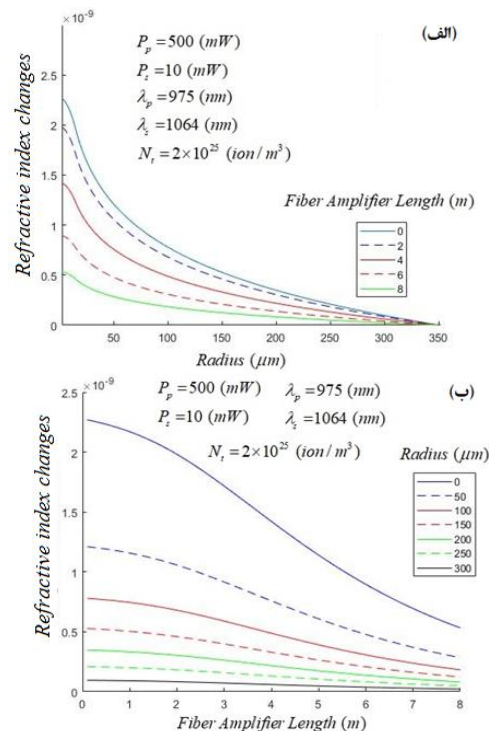 ×10⁻⁹
(الف)
P_p = 500 (mW)
P_s = 10 (mW)
λ_p = 975 (nm)
λ_s = 1064 (nm)
N_t = 2×10²⁵ (ion / m³)
Refractive index changes
2.5
2
1.5
1
0.5
0
Fiber Amplifier Length (m)
0
2
4
6
8
50 100 150 200 250 300 350
Radius (μm)
×10⁻⁹
(ب)
P_p = 500 (mW) λ_p = 975 (nm)
P_s = 10 (mW) λ_s = 1064 (nm)
N_t = 2×10²⁵ (ion / m³)
Refractive index changes
2.5
2
1.5
1
0.5
0
Radius (μm)
0
50
100
150
200
250
300
0 1 2 3 4 5 6 7 8
Fiber Amplifier Length (m)